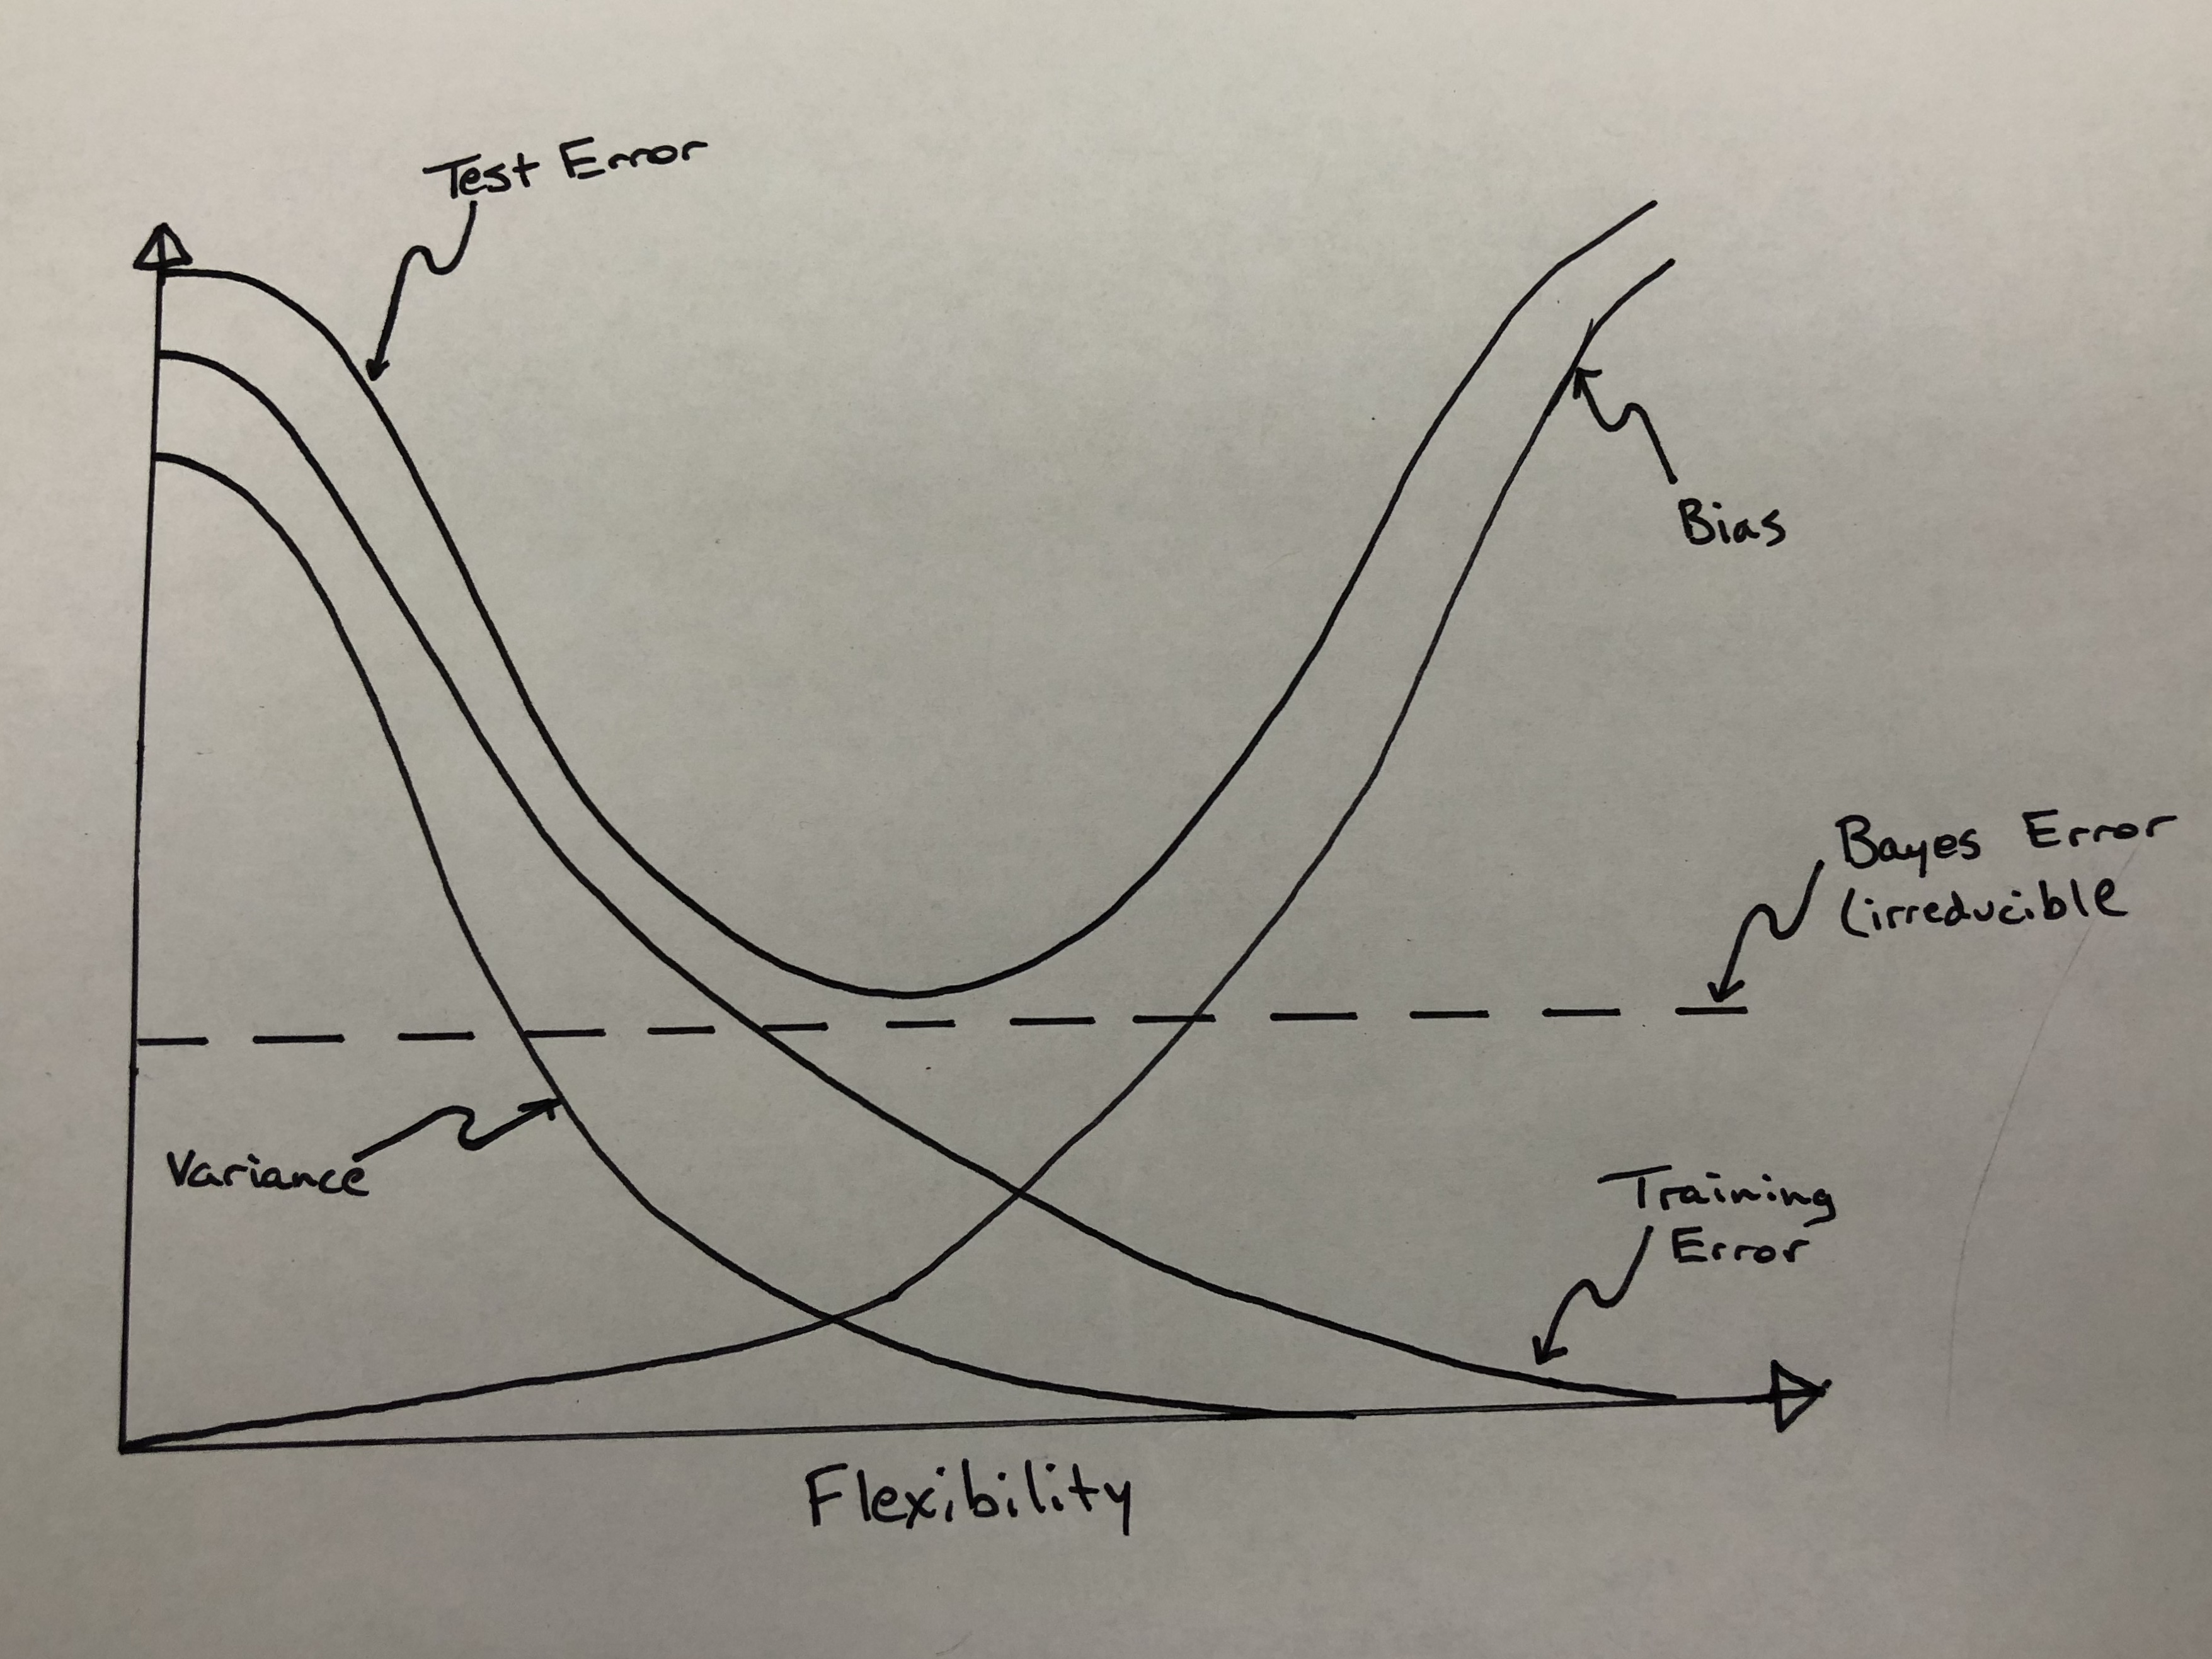 Test Error
Bias
Bayes Error
(irreducible
Variance
Training
Error
Flexibility